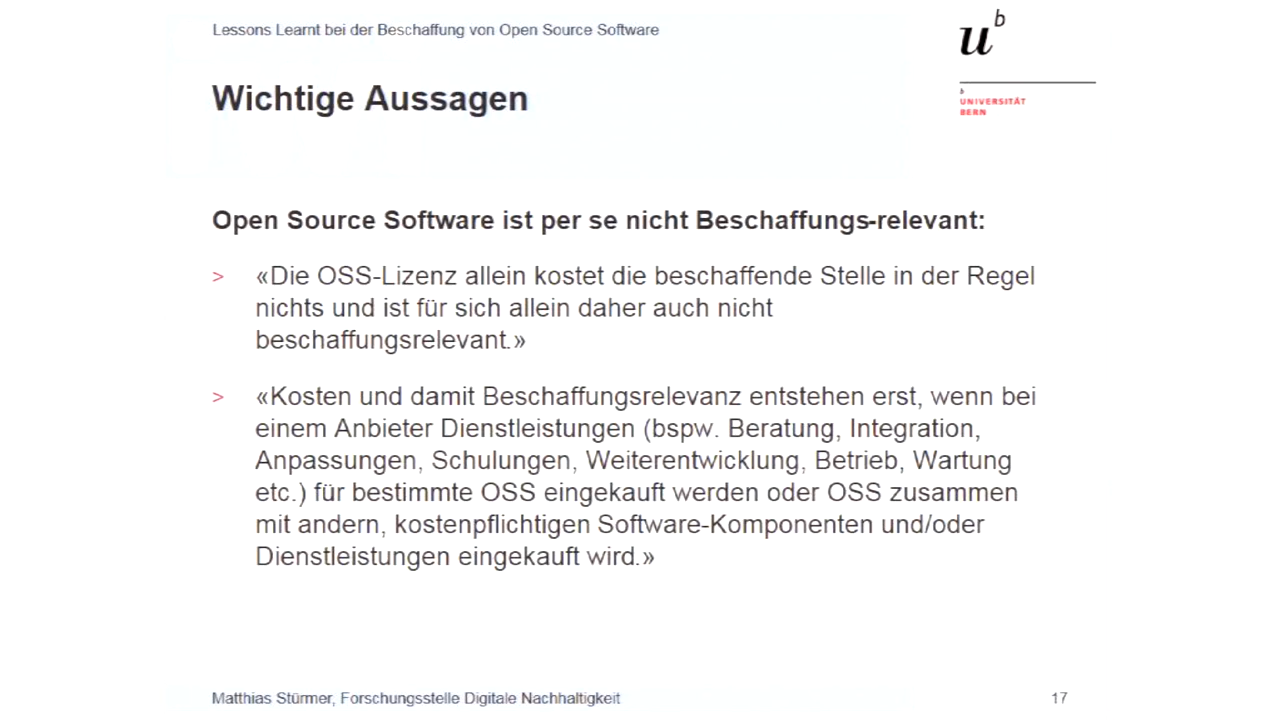 Lessons Learnt bei der Beschaffung von Open Source Software
u b
b
UNIVERSITÄT
BERN
Wichtige Aussagen
Open Source Software ist per se nicht Beschaffungs-relevant:
> «Die OSS-Lizenz allein kostet die beschaffende Stelle in der Regel
nichts und ist für sich allein daher auch nicht
beschaffungsrelevant.»
> «Kosten und damit Beschaffungsrelevanz entstehen erst, wenn bei
einem Anbieter Dienstleistungen (bspw. Beratung, Integration,
Anpassungen, Schulungen, Weiterentwicklung, Betrieb, Wartung
etc.) für bestimmte OSS eingekauft werden oder OSS zusammen
mit andern, kostenpflichtigen Software-Komponenten und/oder
Dienstleistungen eingekauft wird.»
Matthias Stürmer, Forschungsstelle Digitale Nachhaltigkeit
17